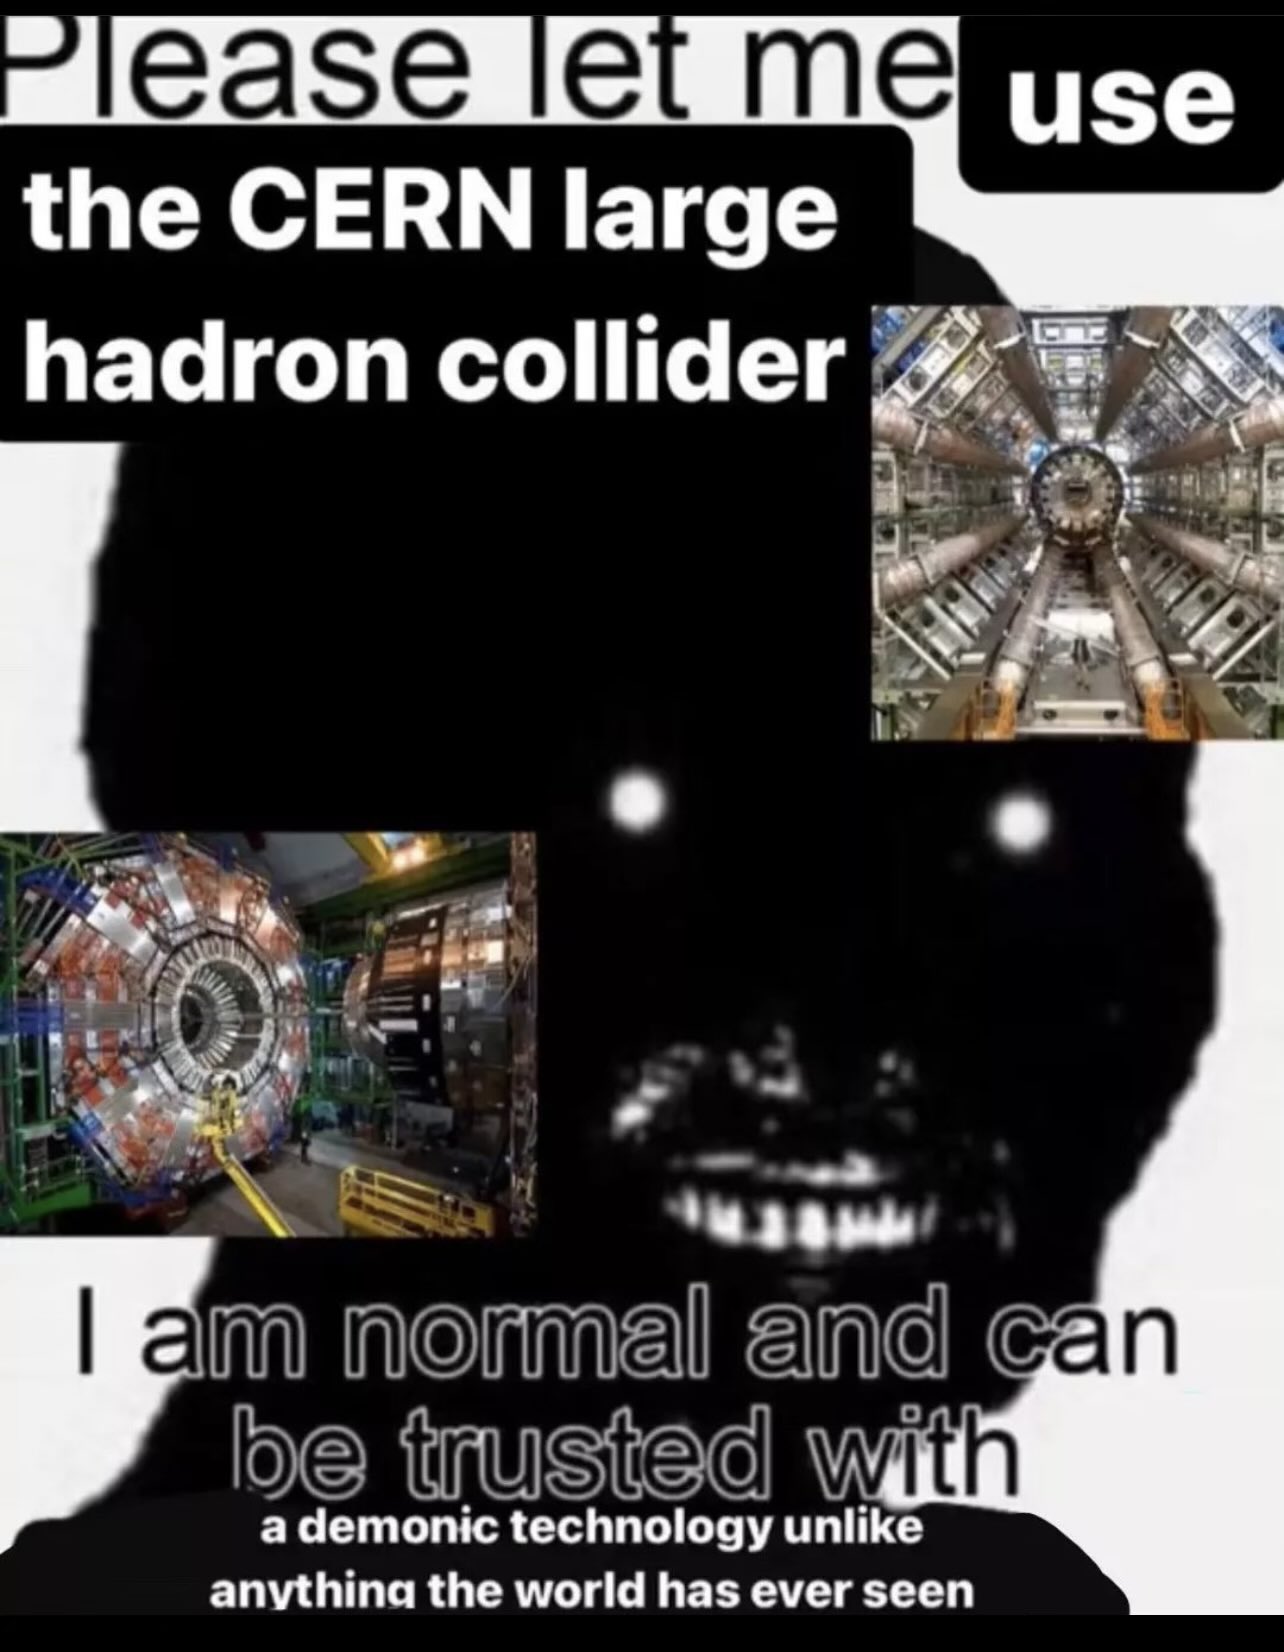 Please let me use
the CERN large
hadron collider
I am normal and can
be trusted with
a demonic technology unlike
anything the world has ever seen